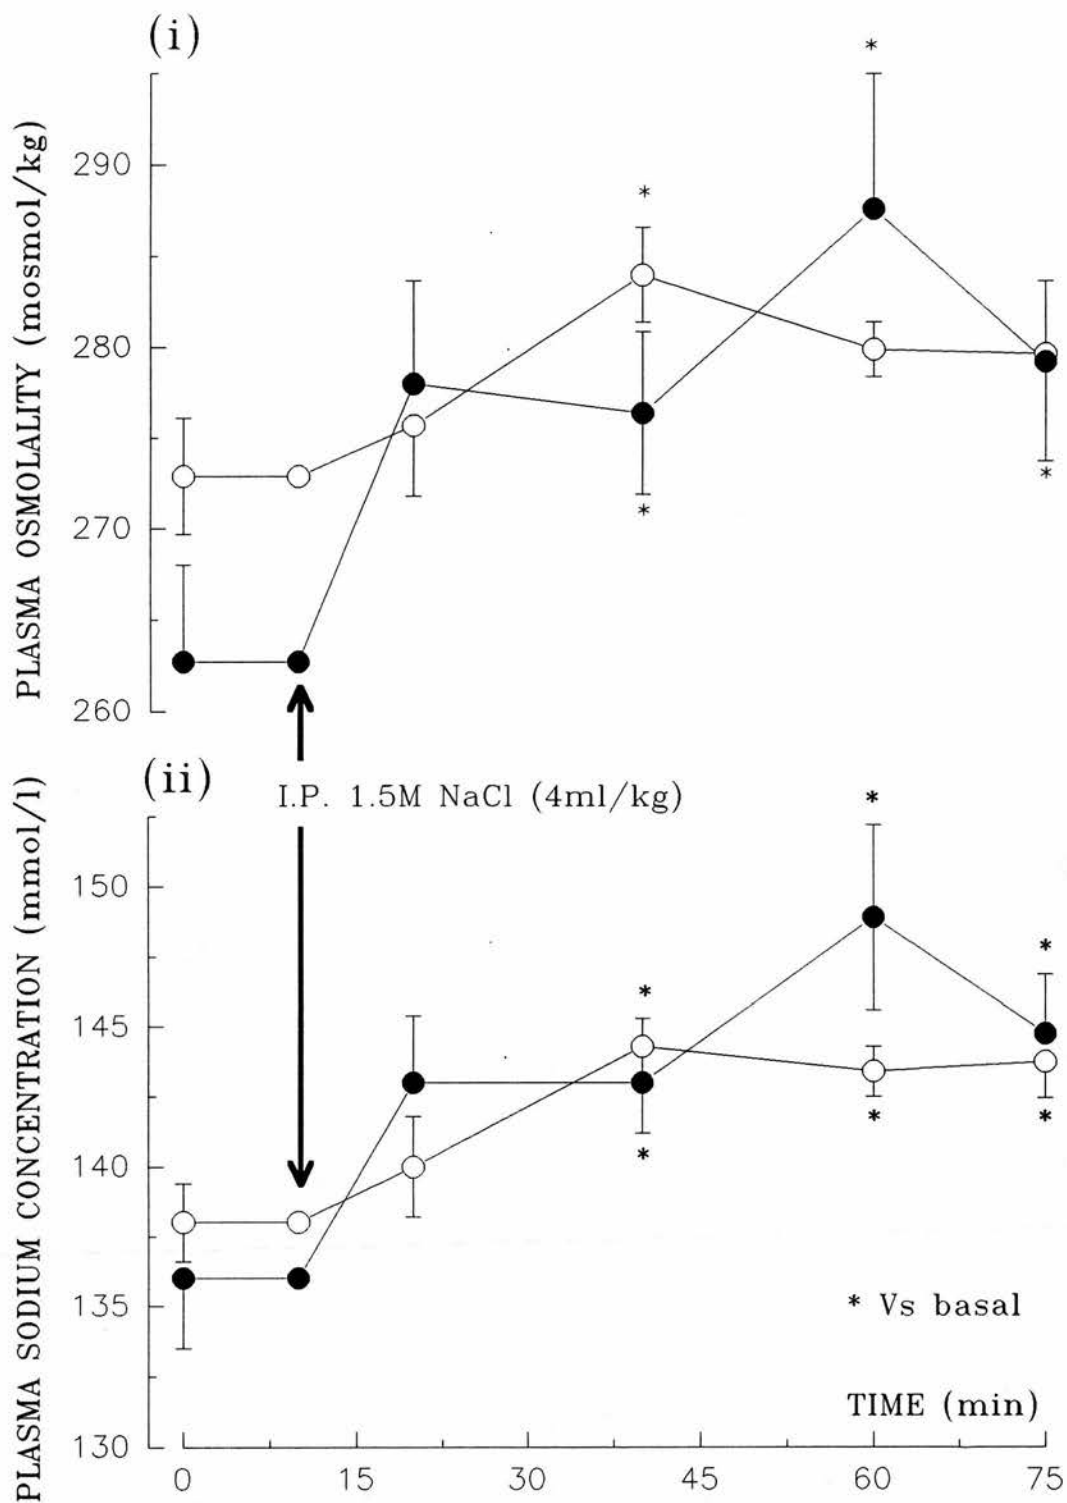 (i)
*
*
*
*
PLASMA OSMOLALITY (mosmol/kg)
290
280
270
260
(ii)
I.P. 1.5M NaCl (4ml/kg)
*
*
*
*
*
*
PLASMA SODIUM CONCENTRATION (mmol/l)
150
145
140
135
130
* Vs basal
TIME (min)
0 15 30 45 60 75